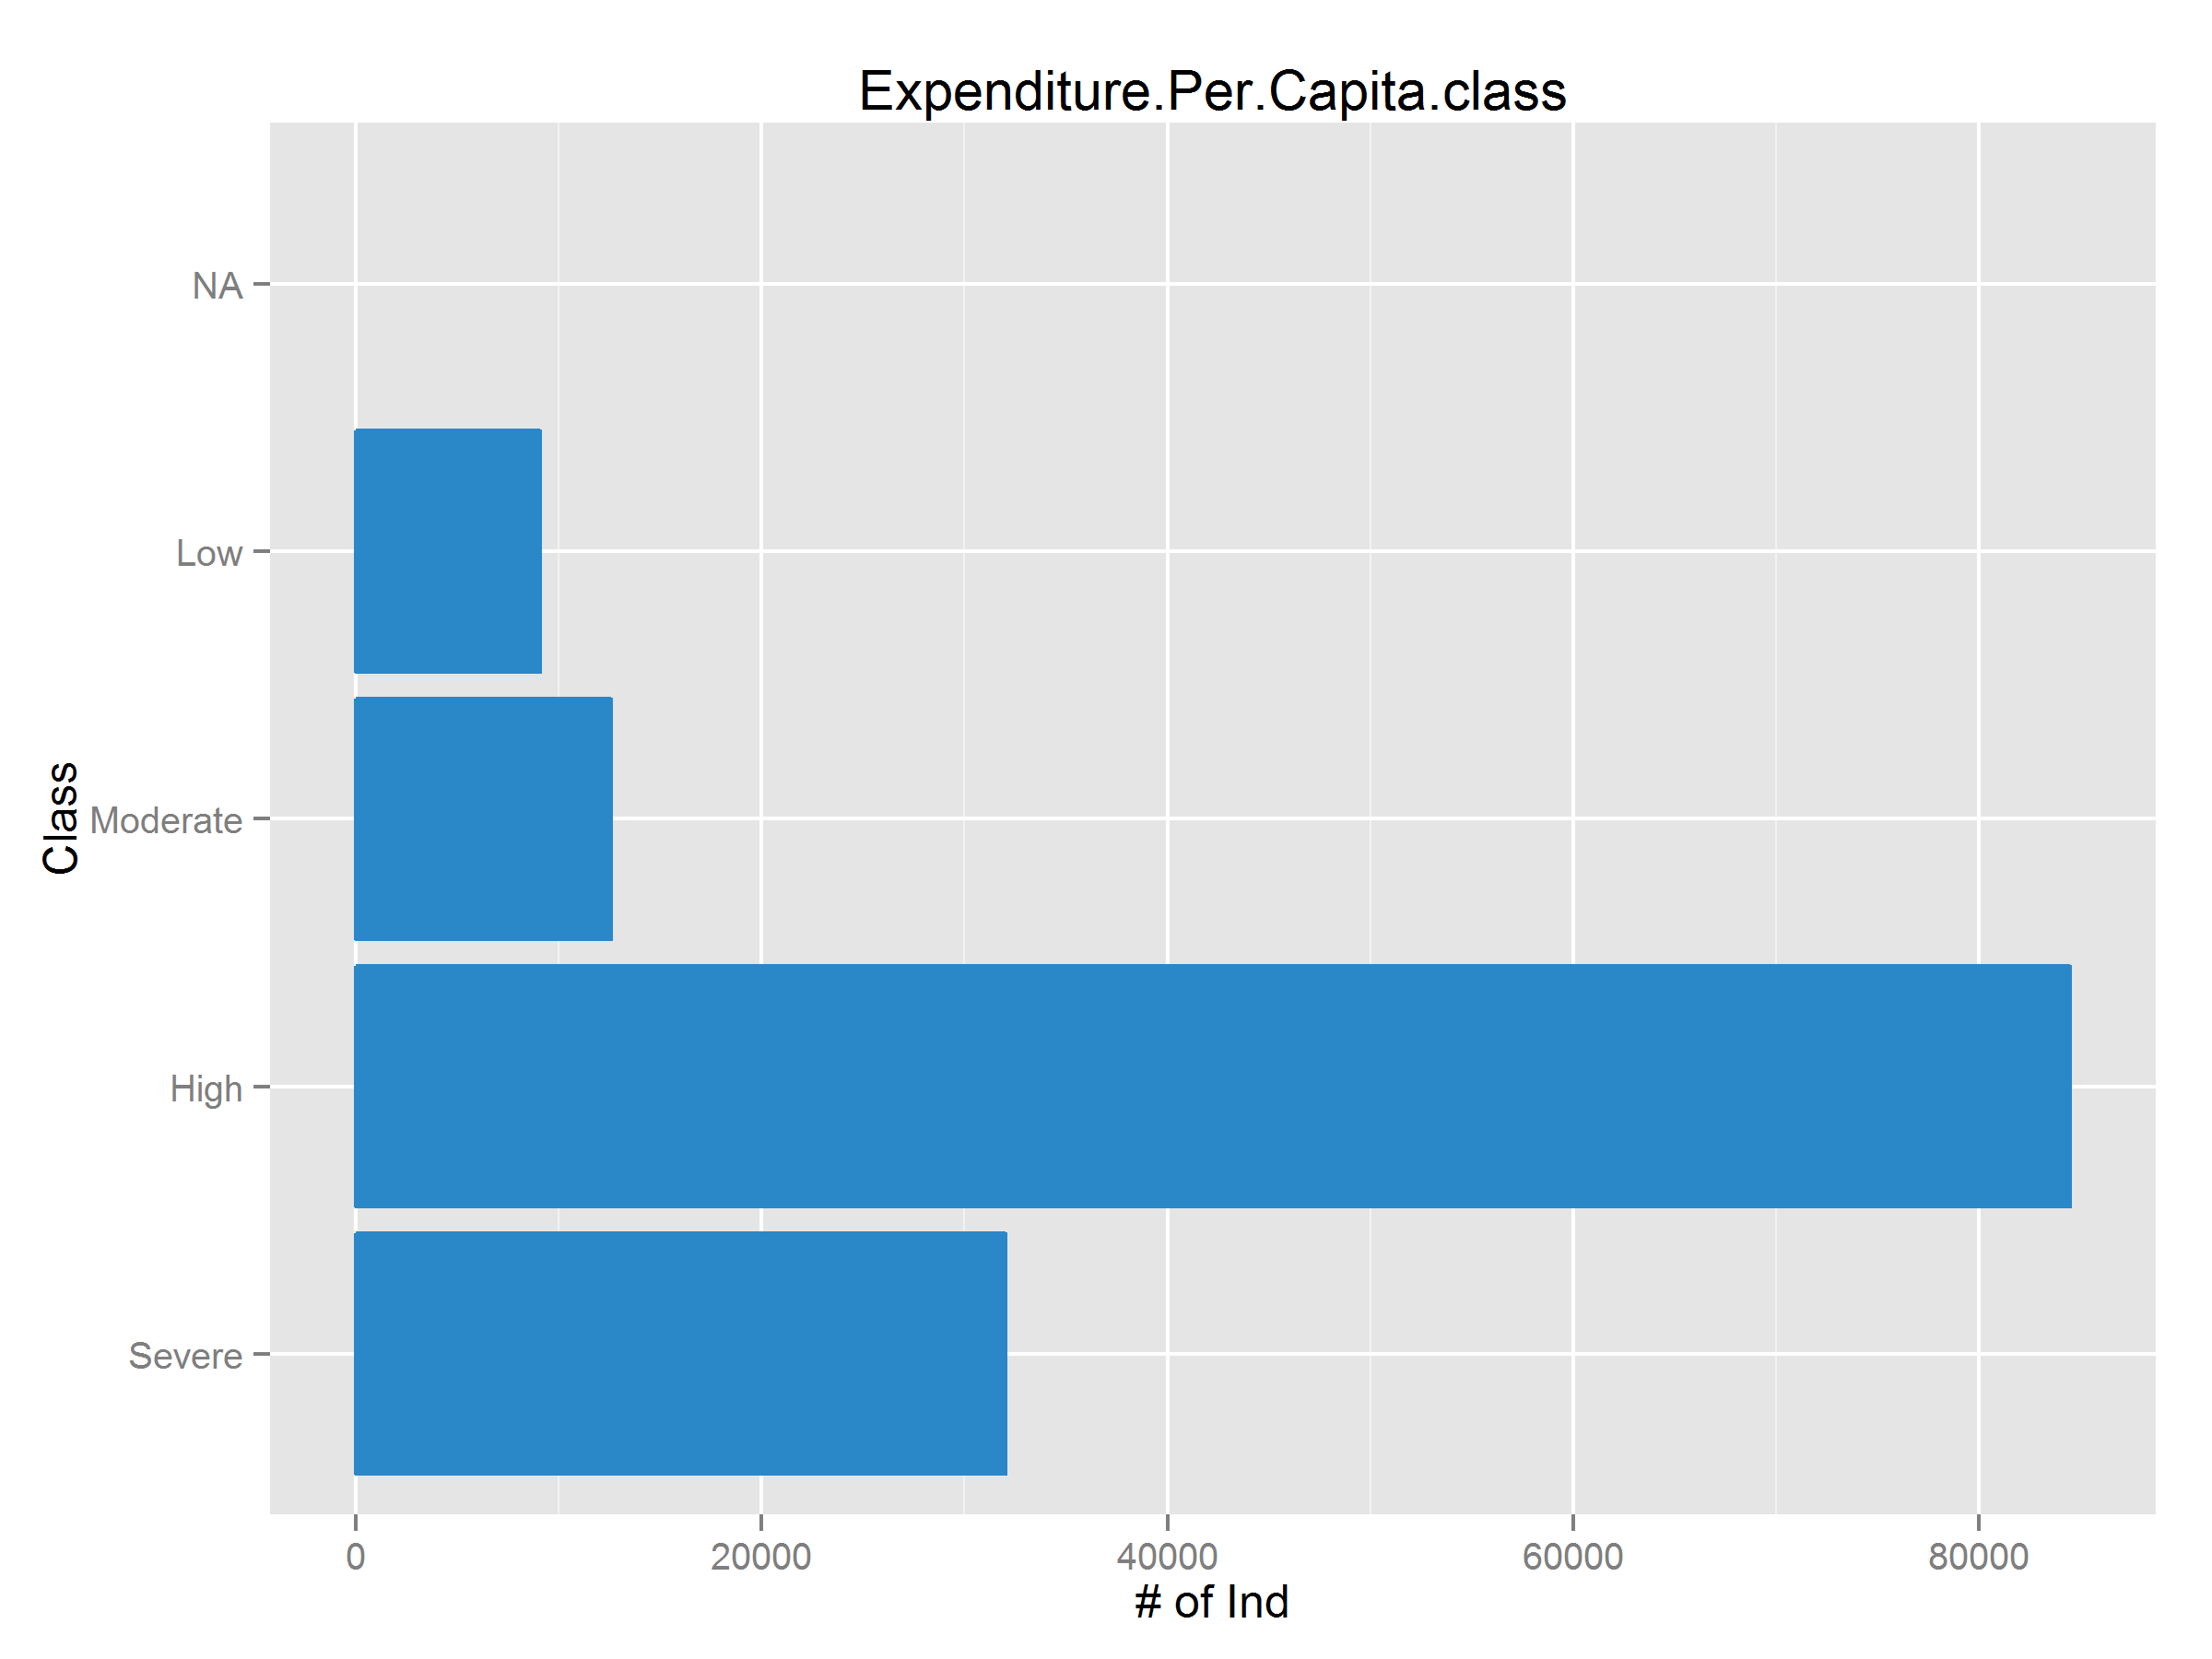 Expenditure.Per.Capita.class
NA
Low
Moderate
High
Severe
Class
0 20000 40000 60000 80000
# of Ind